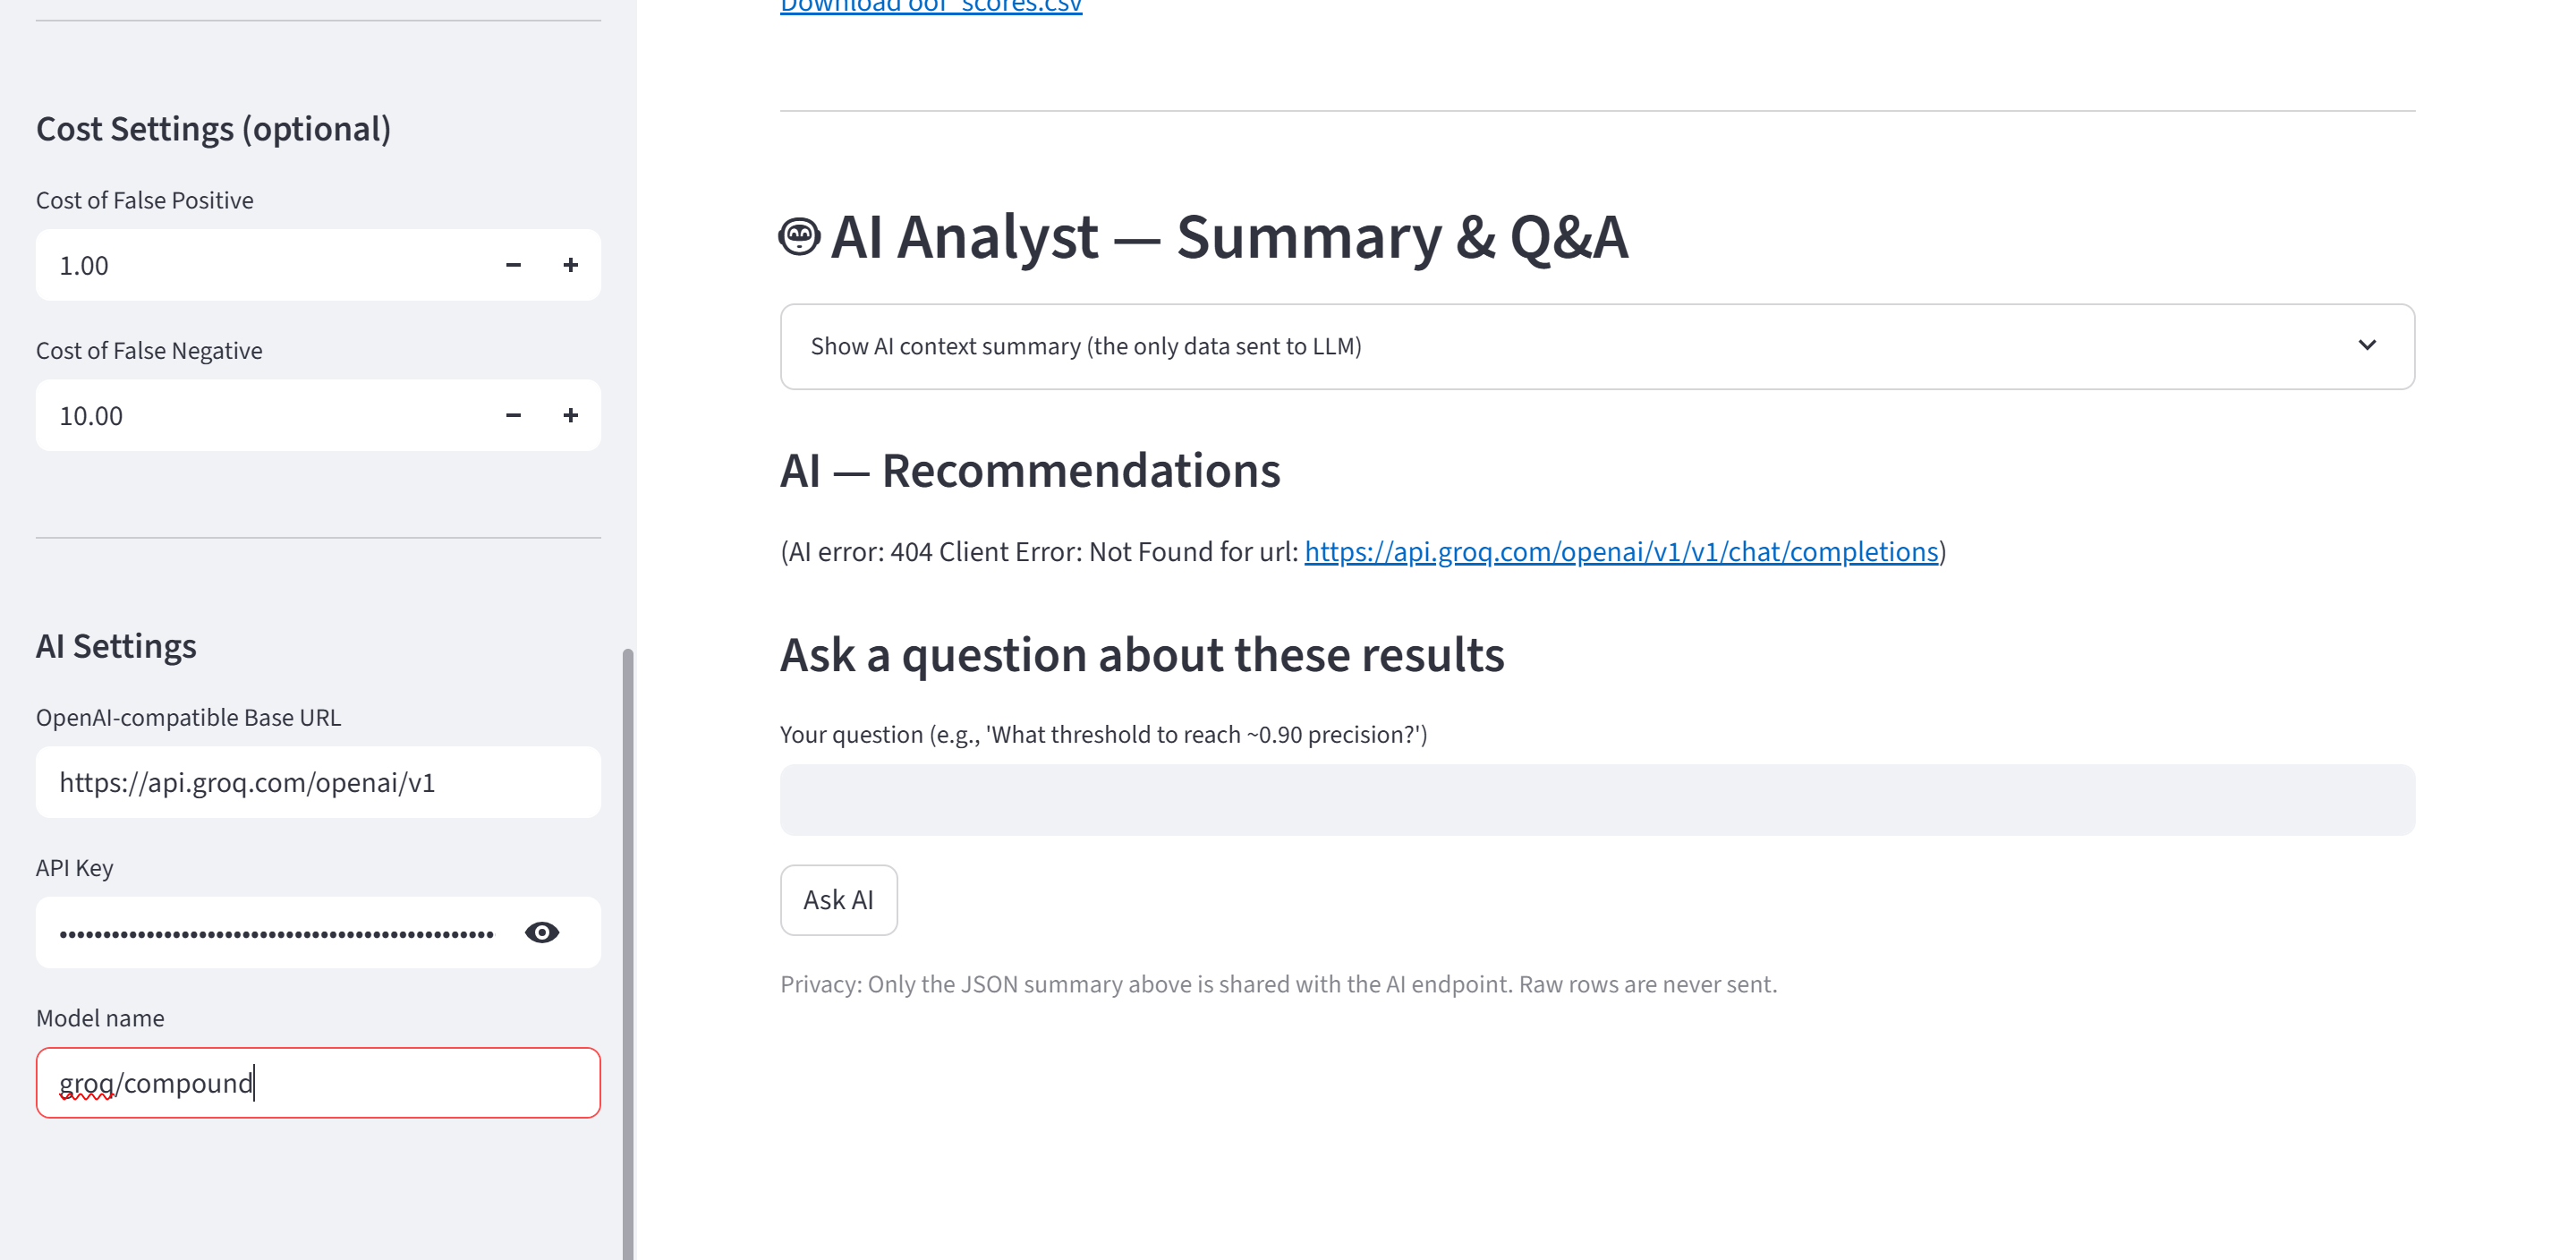 Download oof_scores.csv
Cost Settings (optional)
Cost of False Positive
1.00
Cost of False Negative
10.00
AI Settings
OpenAI-compatible Base URL
https://api.groq.com/openai/v1
API Key
Model name
groq/compound
AI Analyst — Summary & Q&A
Show AI context summary (the only data sent to LLM)
AI — Recommendations
(AI error: 404 Client Error: Not Found for url: https://api.groq.com/openai/v1/v1/chat/completions)
Ask a question about these results
Your question (e.g., 'What threshold to reach ~0.90 precision?')
Ask AI
Privacy: Only the JSON summary above is shared with the AI endpoint. Raw rows are never sent.